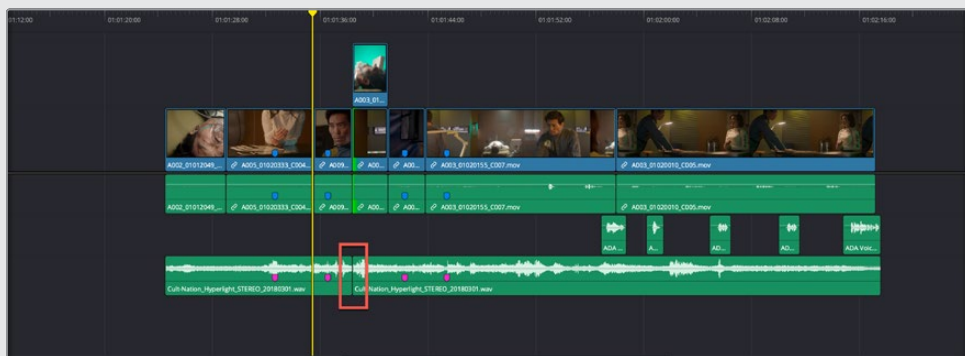 01:12:00 01:01:20:00 01:01:28:00 01:01:36:00 01:01:44:00 01:01:52:00 01:02:00:00 01:02:08:00 01:02:16:00
A003_01...
A002_01012049_... A005_01020333_C004... A009... A00... A00... A003_01020155_C007.mov A003_01020010_C005.mov
A002_01012049_... A005_01020333_C004... A009... A00... A00... A003_01020155_C007.mov A003_01020010_C005.mov
ADA ... A... AD... AD... ADA Voic...
Cult-Nation_Hyperlight_STEREO_20180301.wav Cult-Nation_Hyperlight_STEREO_20180301.wav